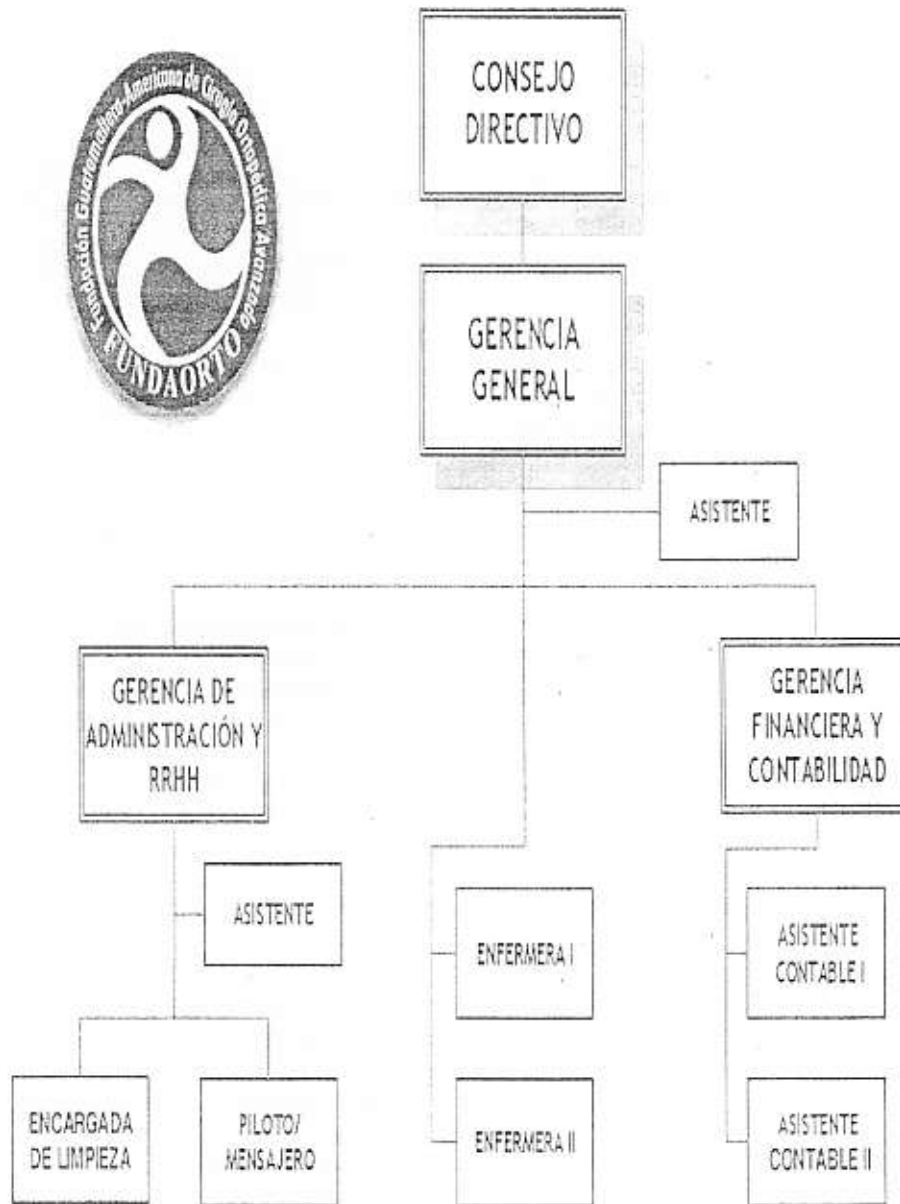 Fundación Guatemalteco-Americana de Cirugía Ortopédica Avanzada
FUNDAORTO
CONSEJO
DIRECTIVO
GERENCIA
GENERAL
ASISTENTE
GERENCIA DE
ADMINISTRACIÓN Y
RRHH
GERENCIA
FINANCIERA Y
CONTABILIDAD
ASISTENTE
ENFERMERA I
ASISTENTE
CONTABLE I
ENCARGADA
DE LIMPIEZA
PILOTO/
MENSAJERO
ENFERMERA II
ASISTENTE
CONTABLE II